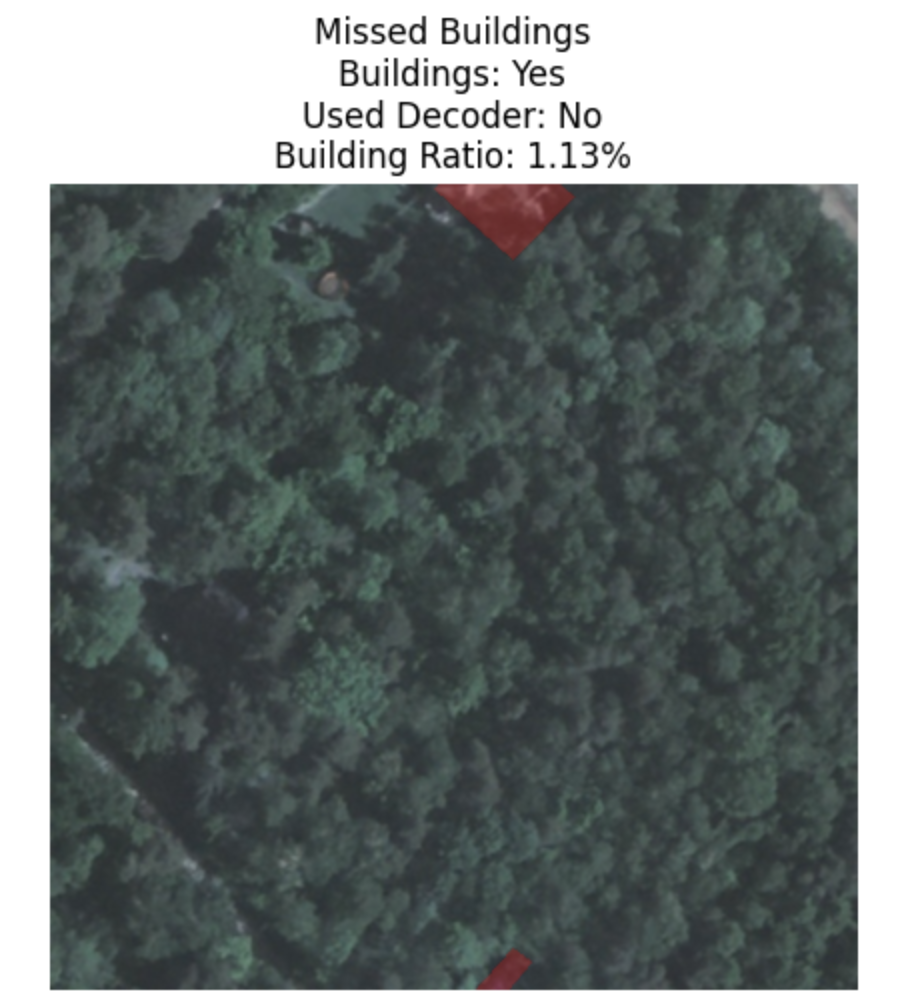 Missed Buildings
Buildings: Yes
Used Decoder: No
Building Ratio: 1.13%